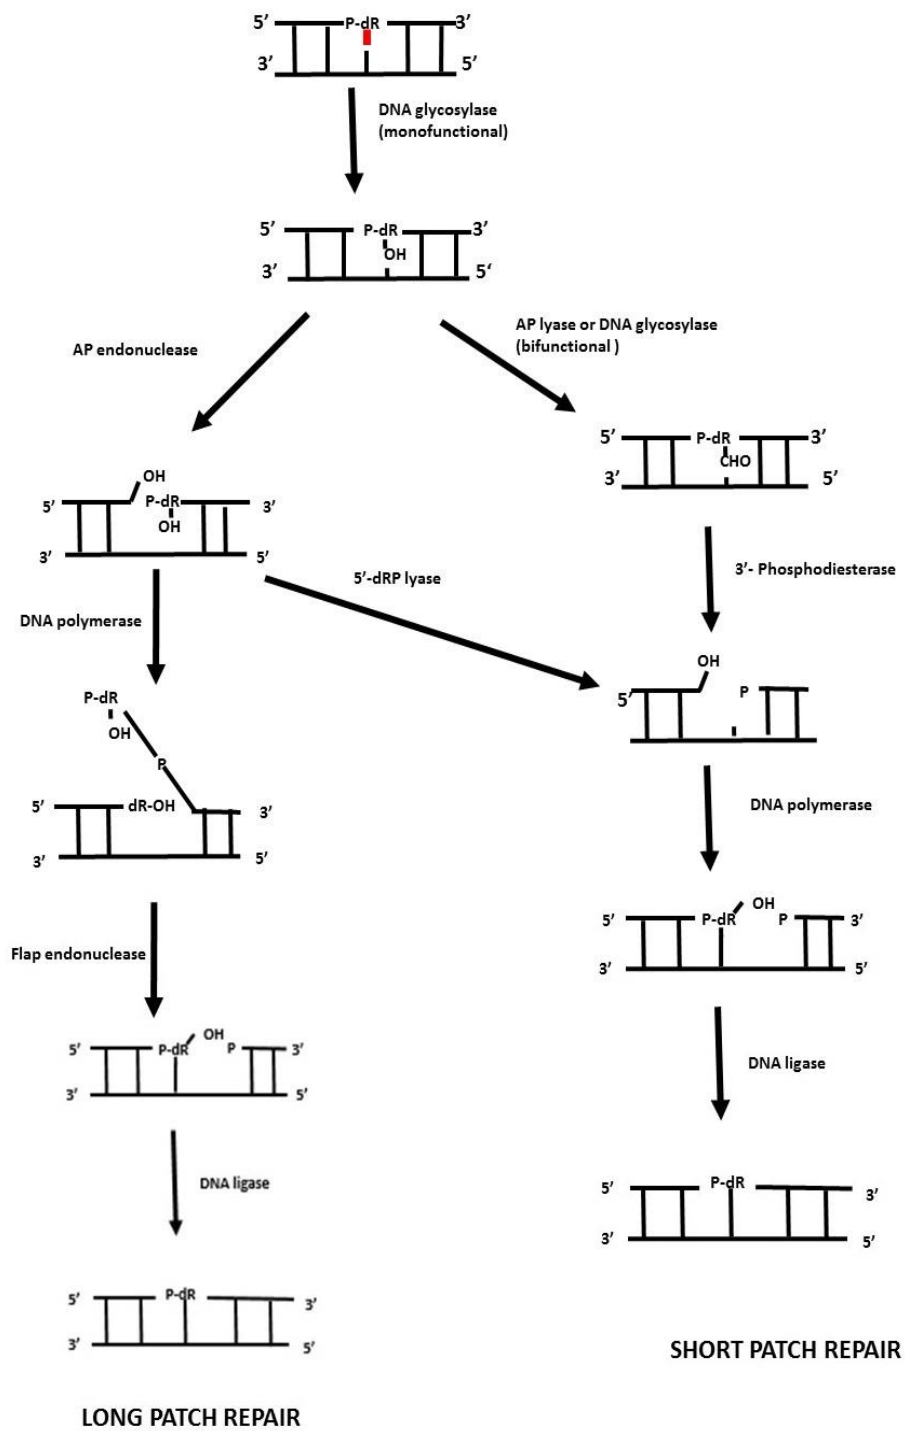 5’ P-dR 3’
3’ 5’
DNA glycosylase
(monofunctional)
5’ P-dR 3’
OH
3’ 5‘
AP endonuclease
AP lyase or DNA glycosylase
(bifunctional )
5’ P-dR 3’
CHO
3’ 5’
OH
5’ P-dR 3’
OH
3’ 5’
5’-dRP lyase
3’- Phosphodiesterase
DNA polymerase
OH
5’ P
P-dR
OH
P
5’ dR-OH 3’
3’ 5’
DNA polymerase
OH
5’ P-dR P 3’
3’ 5’
Flap endonuclease
OH
5’ P-dR P 3’
3’ 5’
DNA ligase
DNA ligase
5’ P-dR 3’
3’ 5’
5’ P-dR 3’
3’ 5’
SHORT PATCH REPAIR
LONG PATCH REPAIR